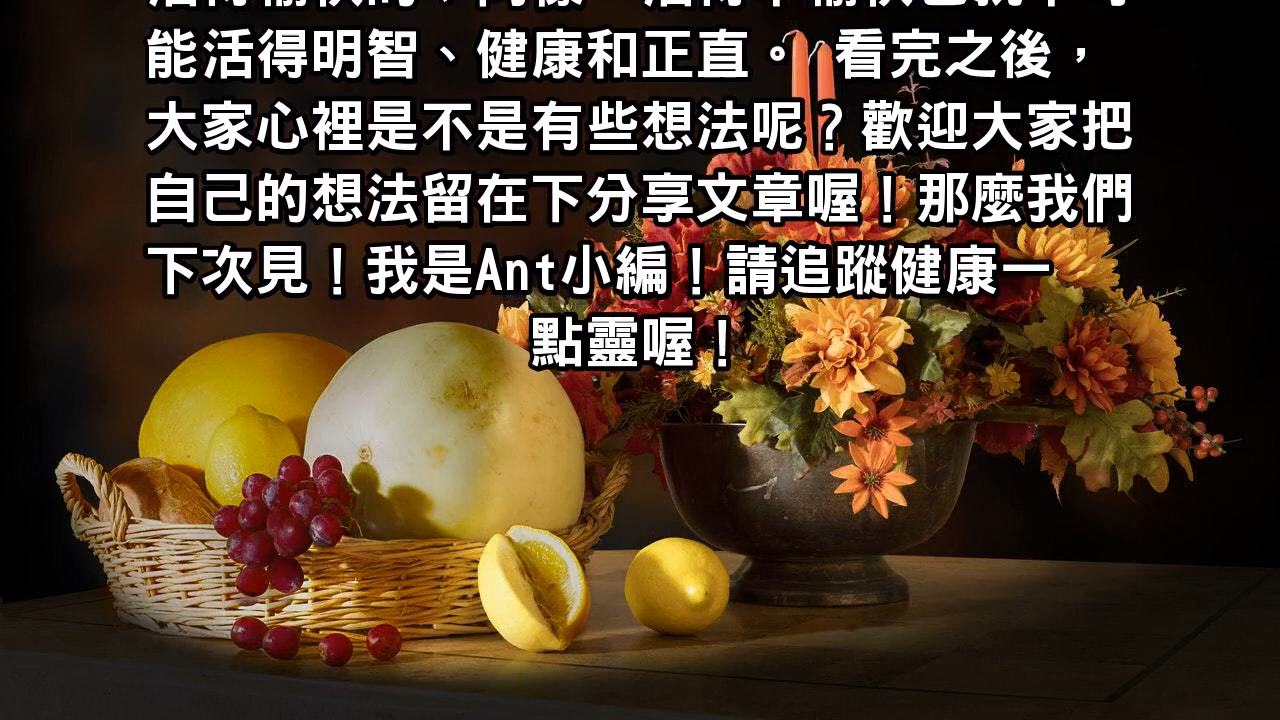 能活得明智、健康和正直。 看完之後，
大家心裡是不是有些想法呢？歡迎大家把
自己的想法留在下分享文章喔！那麼我們
下次見！我是Ant小編！請追蹤健康一
點靈喔！